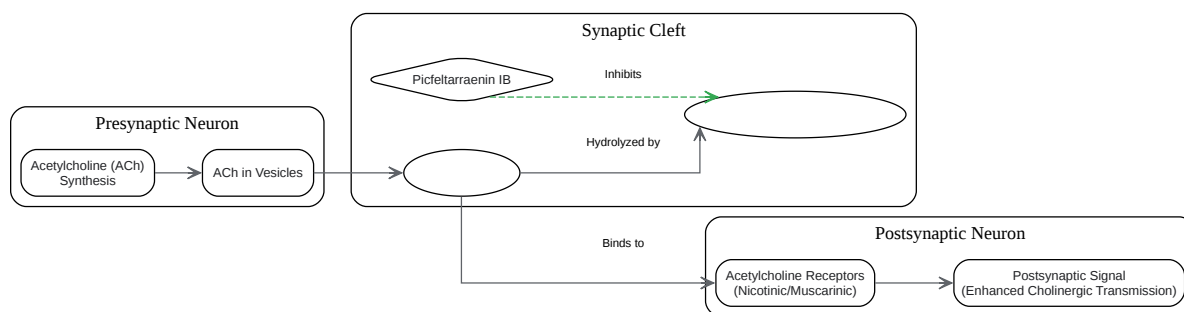 Synaptic Cleft
Picfeltarraenin IB
Inhibits
Presynaptic Neuron
Acetylcholine (ACh)
Synthesis
ACh in Vesicles
Hydrolyzed by
Binds to
Postsynaptic Neuron
Acetylcholine Receptors
(Nicotinic/Muscarinic)
Postsynaptic Signal
(Enhanced Cholinergic Transmission)